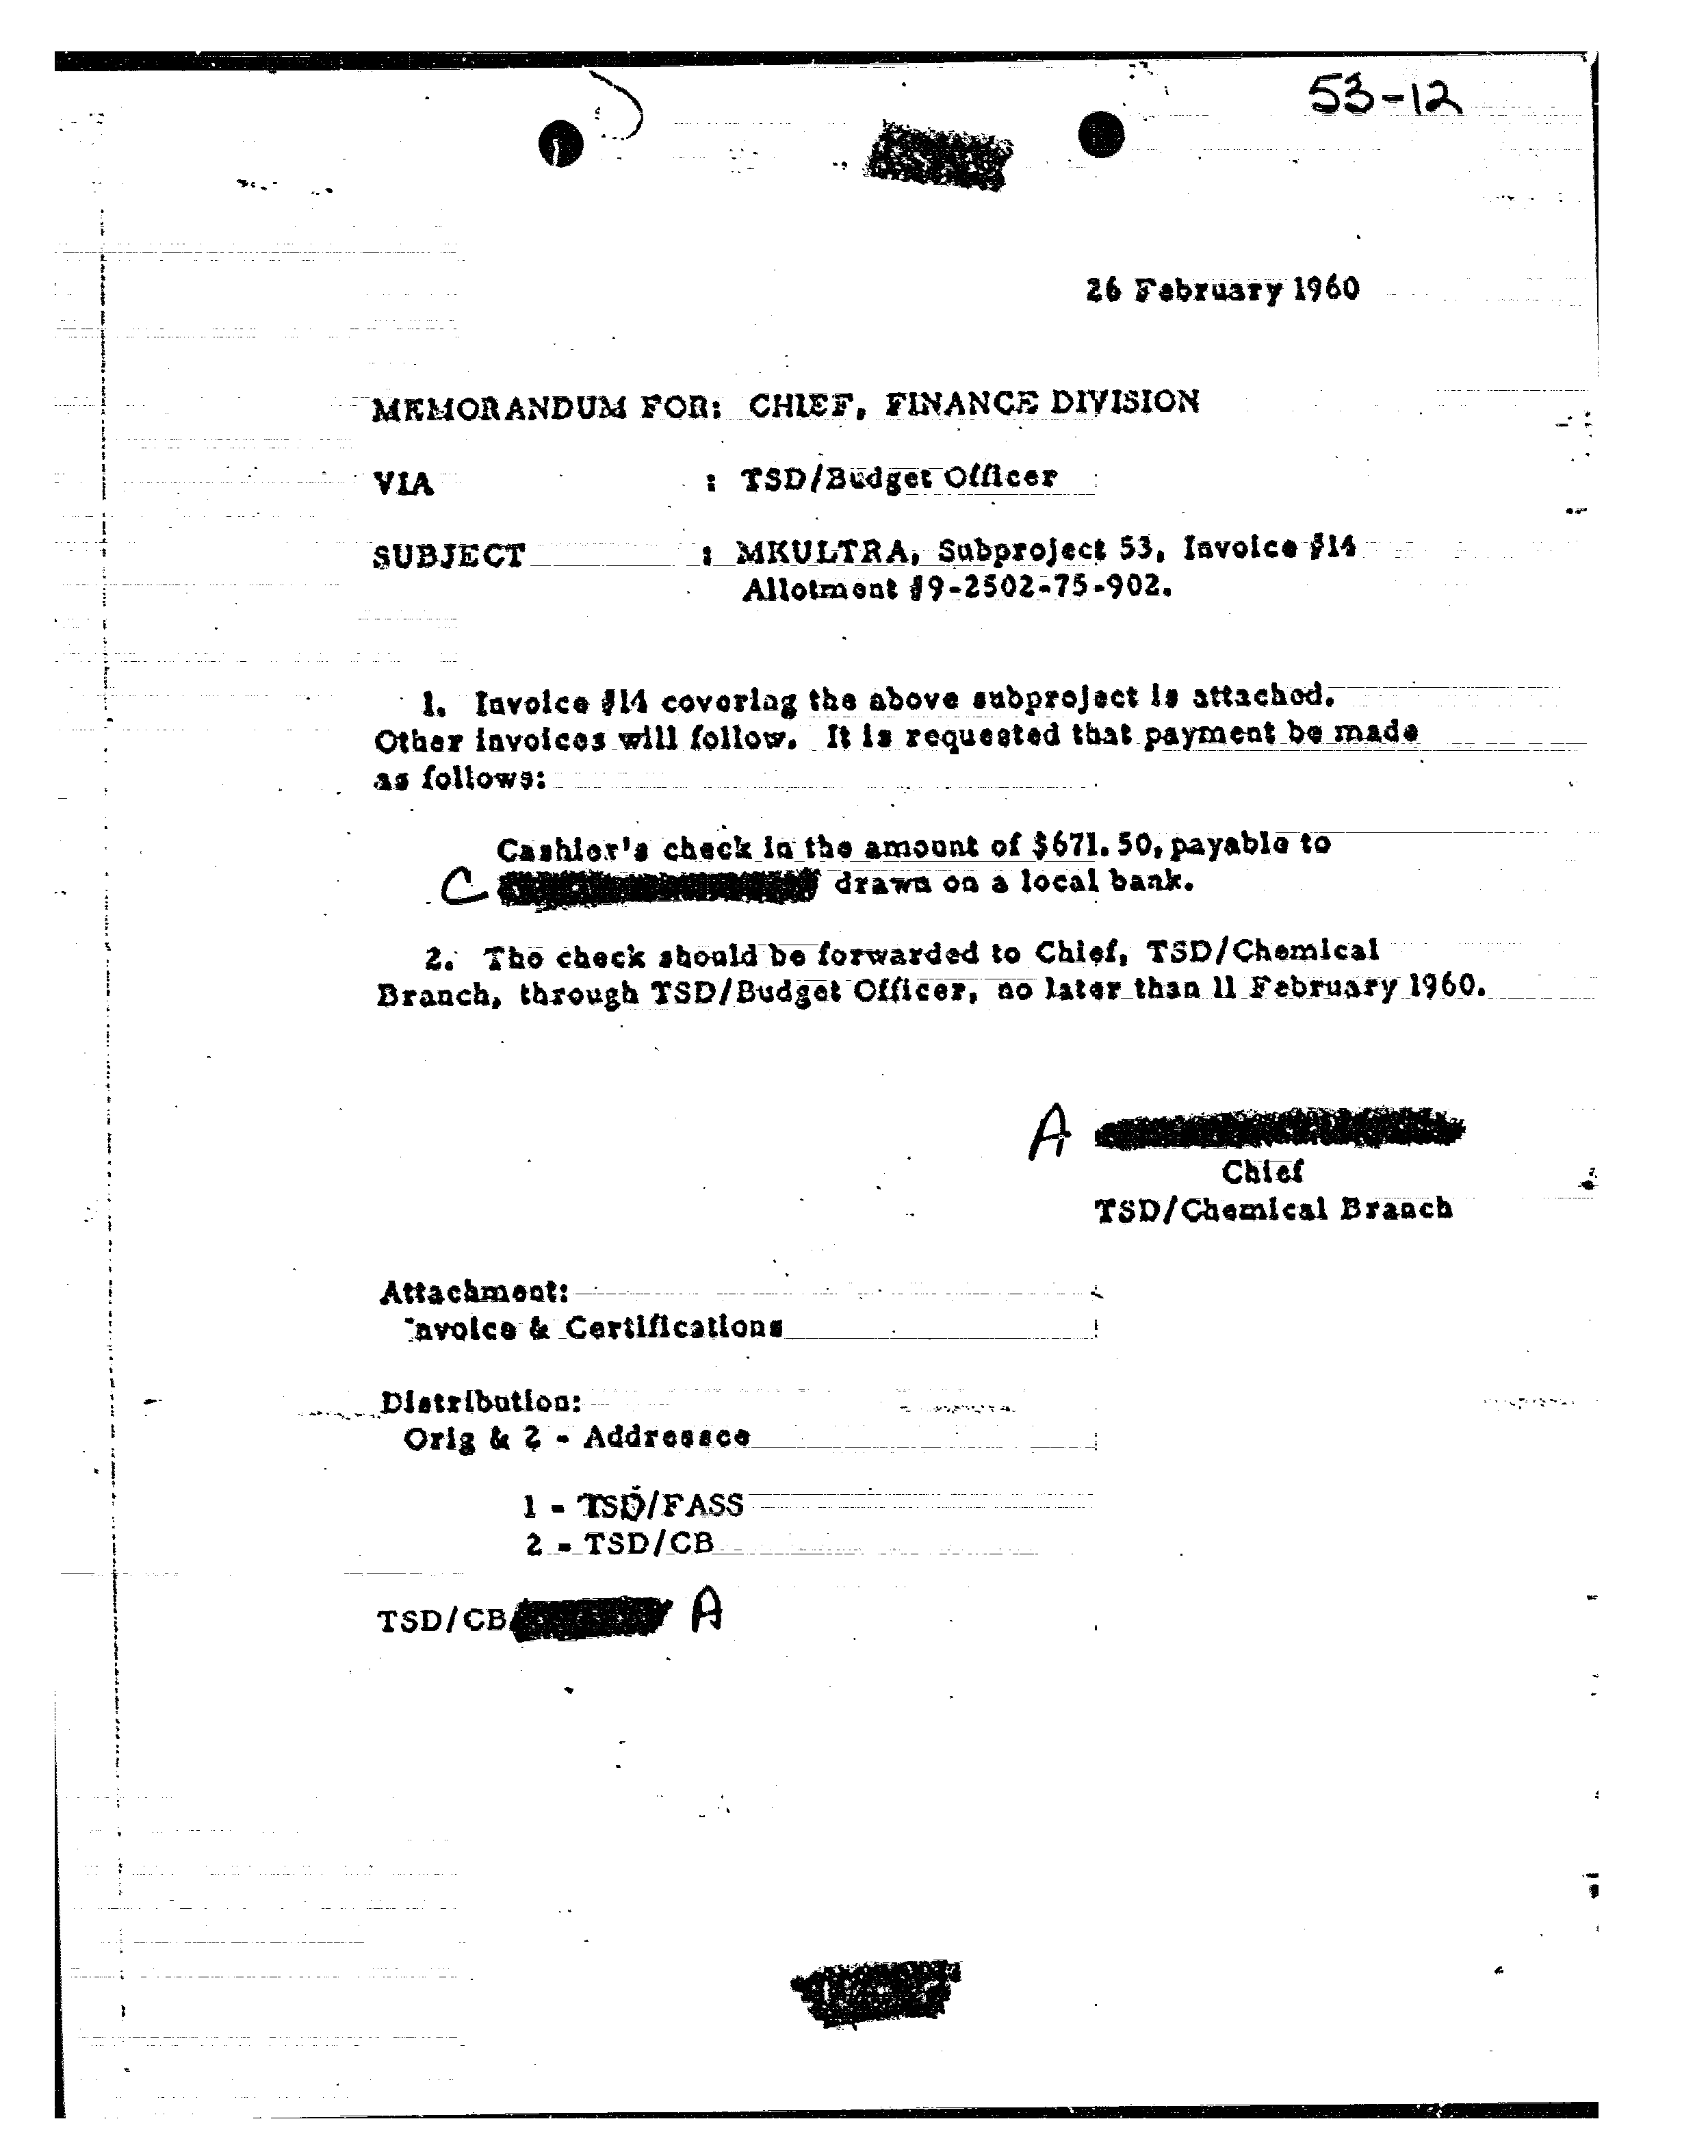 53-12
26 February 1960
MEMORANDUM FOR: CHIEF, FINANCE DIVISION
VIA : TSD/Budget Officer
SUBJECT : MKULTRA, Subproject 53, Invoice #14
Allotment #9-2502-75-902.
1. Invoice #14 covering the above subproject is attached.
Other invoices will follow. It is requested that payment be made
as follows:
Cashier's check in the amount of $671.50, payable to
C drawn on a local bank.
2. The check should be forwarded to Chief, TSD/Chemical
Branch, through TSD/Budget Officer, no later than 11 February 1960.
A
Chief
TSD/Chemical Branch
Attachment:
nvoice & Certifications
Distribution:
Orig & 2 - Addressee
1 - TSD/FASS
2 - TSD/CB
TSD/CB A